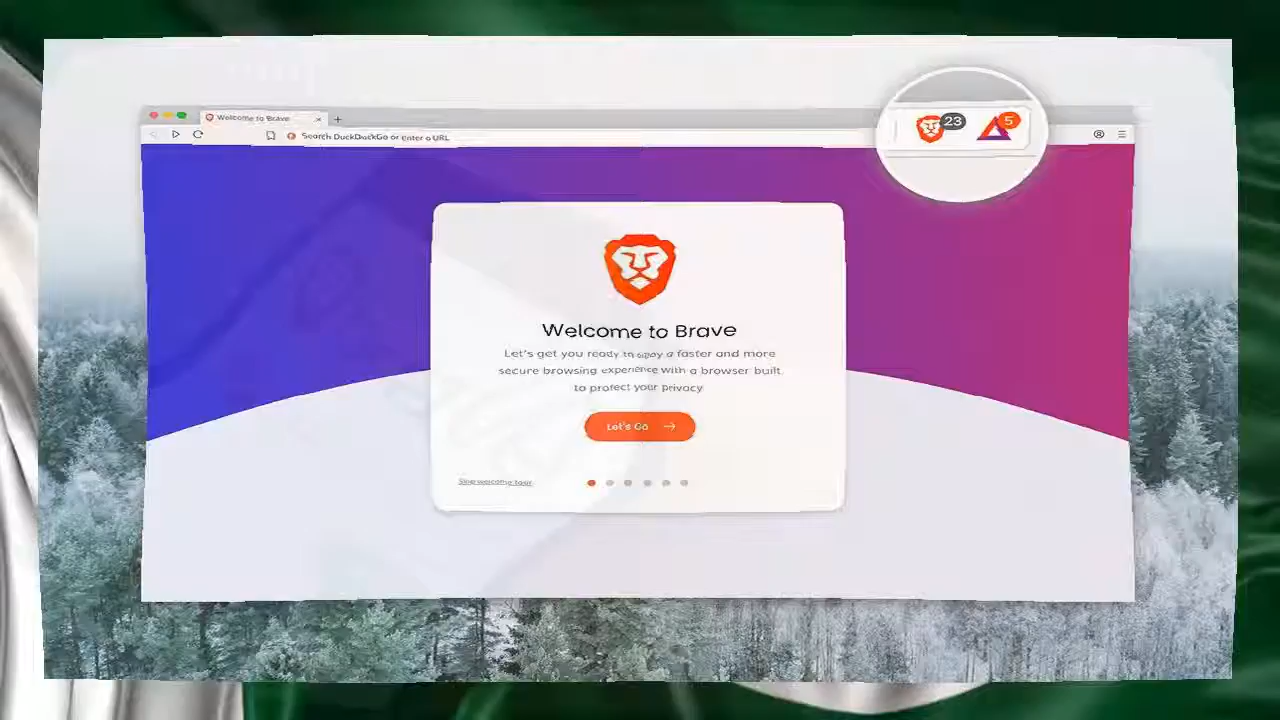 Welcome to Brave
Search DuckDuckGo or enter a URL
23
5
Welcome to Brave
Let's get you ready to enjoy a faster and more
secure browsing experience with a browser built
to protect your privacy
Let's Go
Skip welcome tour